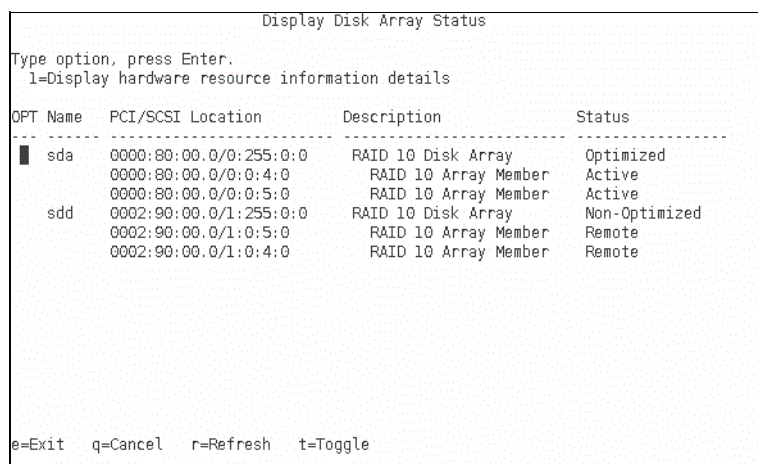 Display Disk Array Status
Type option, press Enter.
1=Display hardware resource information details
OPT Name PCI/SCSI Location Description Status
--- ------ ------------------------- ------------------------- -----------------
sda 0000:80:00.0/0:255:0:0 RAID 10 Disk Array Optimized
0000:80:00.0/0:0:4:0 RAID 10 Array Member Active
0000:80:00.0/0:0:5:0 RAID 10 Array Member Active
sdd 0002:90:00.0/1:255:0:0 RAID 10 Disk Array Non-Optimized
0002:90:00.0/1:0:5:0 RAID 10 Array Member Remote
0002:90:00.0/1:0:4:0 RAID 10 Array Member Remote
e=Exit q=Cancel r=Refresh t=Toggle